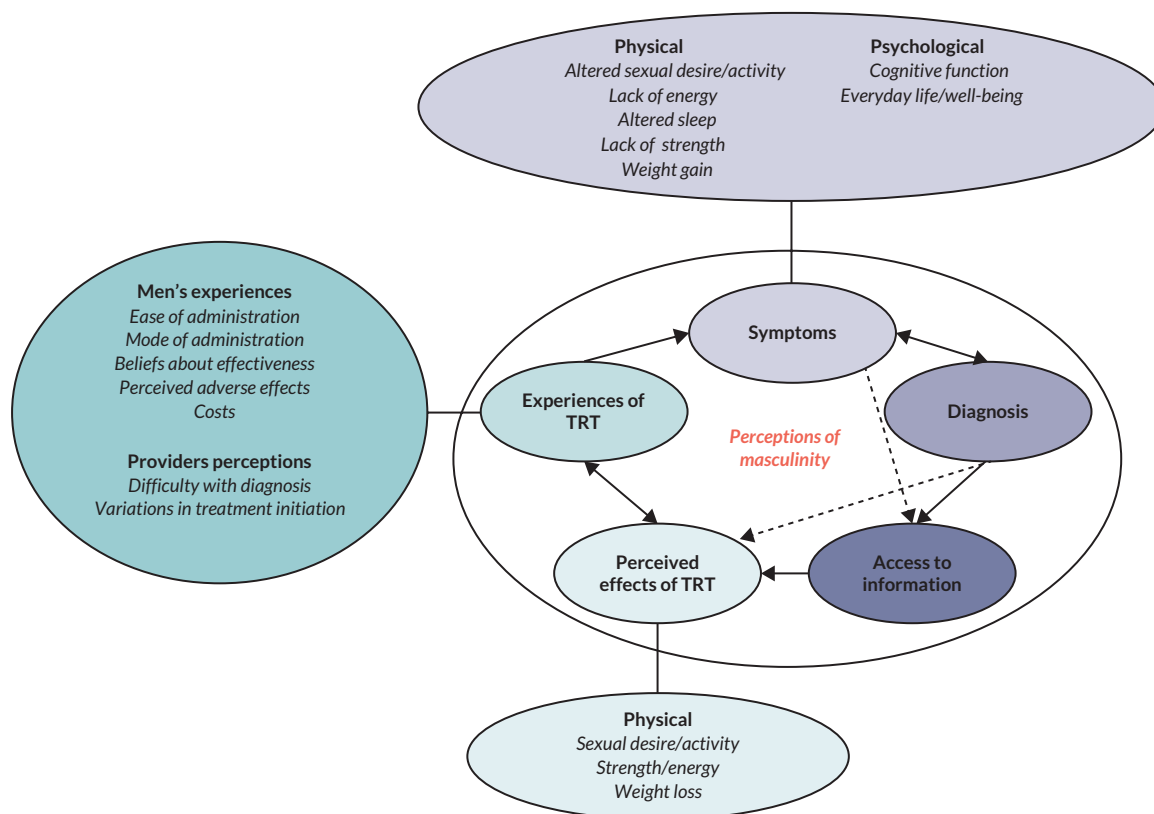 Physical
Altered sexual desire/activity
Lack of energy
Altered sleep
Lack of strength
Weight gain
Psychological
Cognitive function
Everyday life/well-being
Men's experiences
Ease of administration
Mode of administration
Beliefs about effectiveness
Perceived adverse effects
Costs
Providers perceptions
Difficulty with diagnosis
Variations in treatment initiation
Symptoms
Experiences of
TRT
Diagnosis
Perceptions of
masculinity
Perceived
effects of TRT
Access to
information
Physical
Sexual desire/activity
Strength/energy
Weight loss